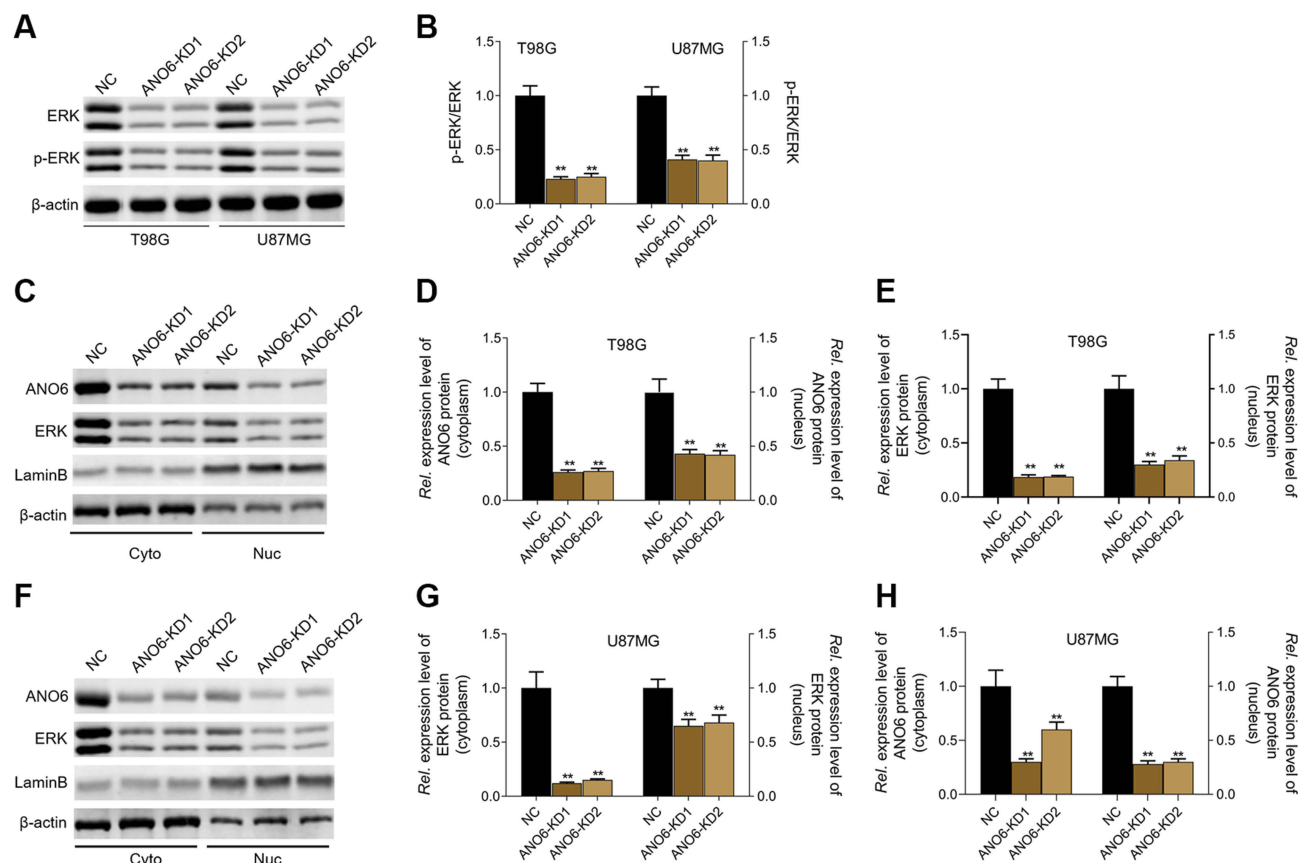 A
NC
ANO6-KD1
ANO6-KD2
NC
ANO6-KD1
ANO6-KD2
ERK
p-ERK
β-actin
T98G
U87MG
B
T98G
U87MG
p-ERK/ERK
1.5
1.0
0.5
0.0
1.5
1.0
0.5
0.0
p-ERK/ERK
**
**
**
**
NC
ANO6-KD1
ANO6-KD2
NC
ANO6-KD1
ANO6-KD2
C
NC
ANO6-KD1
ANO6-KD2
NC
ANO6-KD1
ANO6-KD2
ANO6
ERK
LaminB
β-actin
Cyto
Nuc
D
T98G
Rel. expression level of
ANO6 protein
(cytoplasm)
1.5
1.0
0.5
0.0
1.5
1.0
0.5
0.0
Rel. expression level of
ANO6 protein
(nucleus)
**
**
**
**
NC
ANO6-KD1
ANO6-KD2
NC
ANO6-KD1
ANO6-KD2
E
T98G
Rel. expression level of
ERK protein
(cytoplasm)
1.5
1.0
0.5
0.0
1.5
1.0
0.5
0.0
Rel. expression level of
ERK protein
(nucleus)
**
**
**
**
NC
ANO6-KD1
ANO6-KD2
NC
ANO6-KD1
ANO6-KD2
F
NC
ANO6-KD1
ANO6-KD2
NC
ANO6-KD1
ANO6-KD2
ANO6
ERK
LaminB
β-actin
Cyto
Nuc
G
U87MG
Rel. expression level of
ERK protein
(cytoplasm)
1.5
1.0
0.5
0.0
1.5
1.0
0.5
0.0
Rel. expression level of
ERK protein
(nucleus)
**
**
**
**
NC
ANO6-KD1
ANO6-KD2
NC
ANO6-KD1
ANO6-KD2
H
U87MG
Rel. expression level of
ANO6 protein
(cytoplasm)
1.5
1.0
0.5
0.0
1.5
1.0
0.5
0.0
Rel. expression level of
ANO6 protein
(nucleus)
**
**
**
**
NC
ANO6-KD1
ANO6-KD2
NC
ANO6-KD1
ANO6-KD2